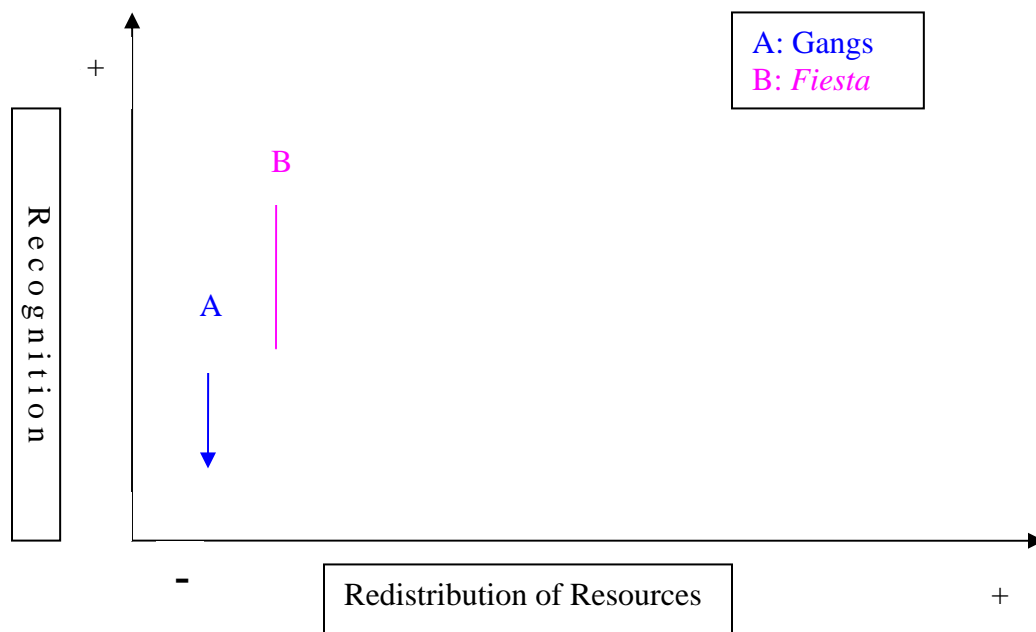 A: Gangs
B: Fiesta
+
B
Recognition
A
-
Redistribution of Resources
+